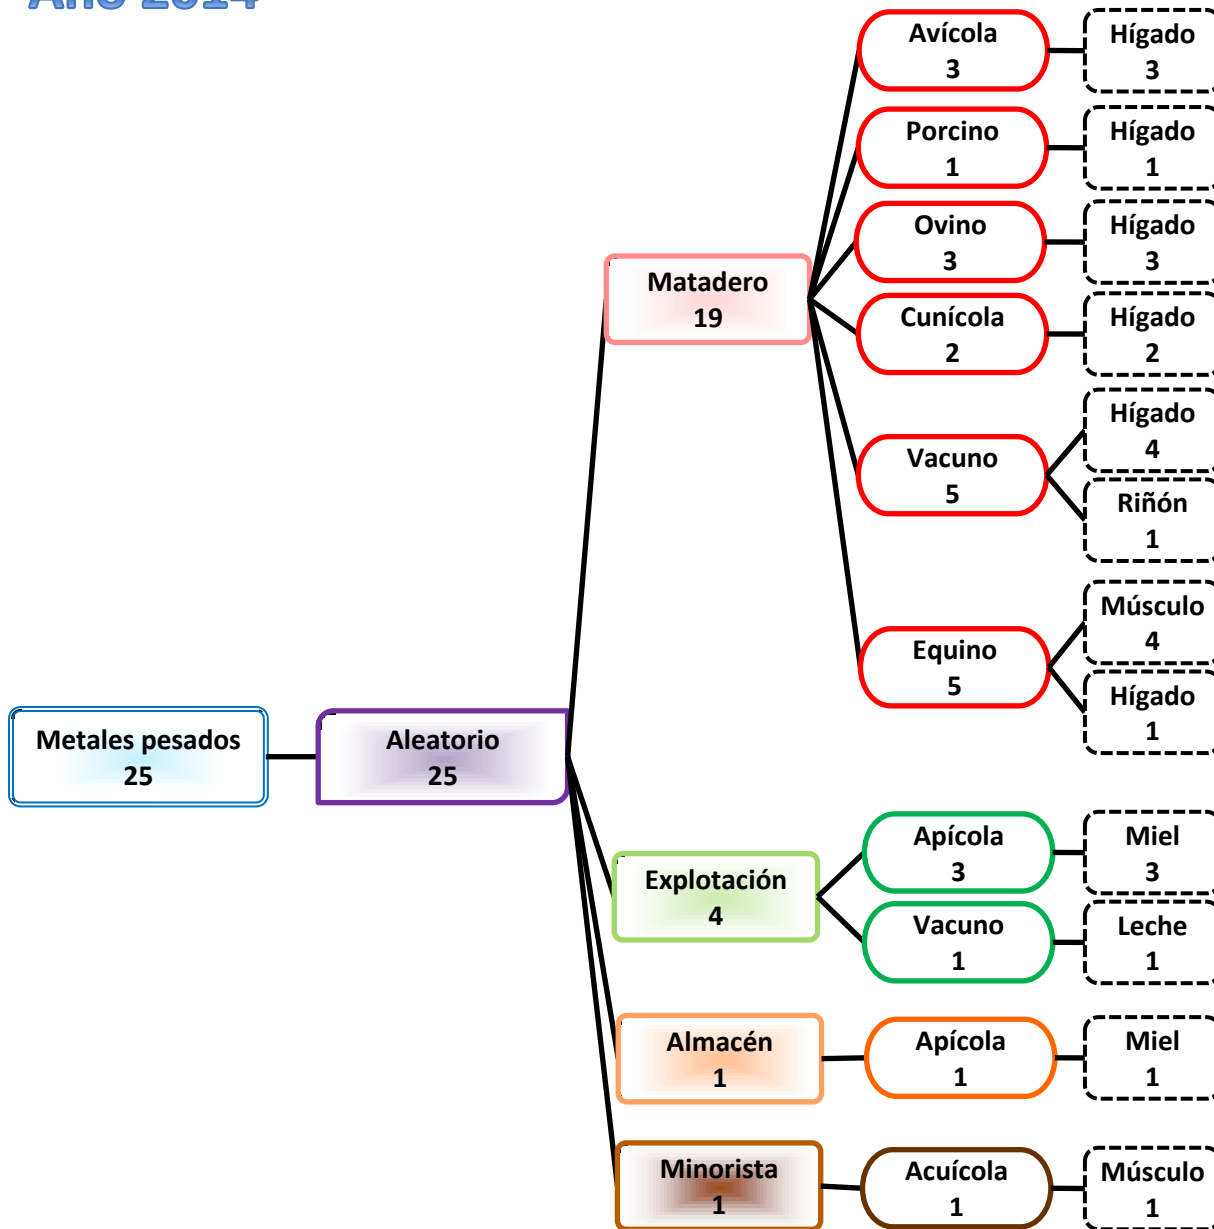 Año 2014
Metales pesados
25
Aleatorio
25
Matadero
19
Avícola
3
Hígado
3
Porcino
1
Hígado
1
Ovino
3
Hígado
3
Cunícola
2
Hígado
2
Vacuno
5
Hígado
4
Riñón
1
Equino
5
Músculo
4
Hígado
1
Explotación
4
Apícola
3
Miel
3
Vacuno
1
Leche
1
Almacén
1
Apícola
1
Miel
1
Minorista
1
Acuícola
1
Músculo
1